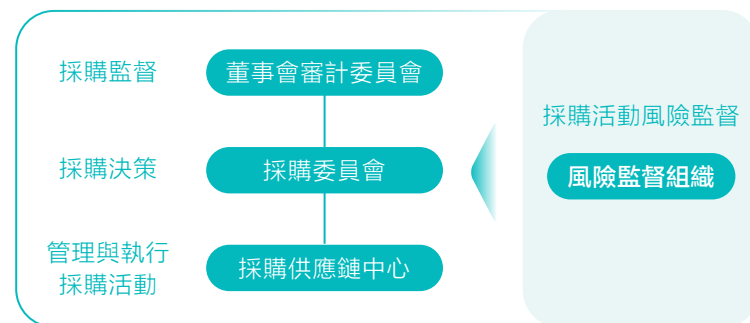 採購監督
董事會審計委員會
採購決策
採購委員會
管理與執行
採購活動
採購供應鏈中心
採購活動風險監督
風險監督組織